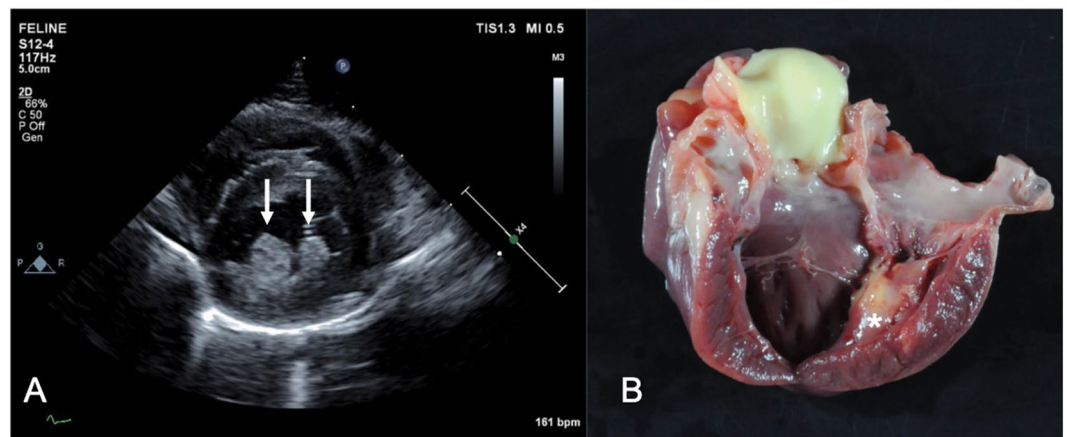 FELINE
S12-4
117Hz
5.0cm
2D
66%
C 50
P Off
Gen
TIS1.3 MI 0.5
M3
P
X4
G
P R
161 bpm
A
B
*